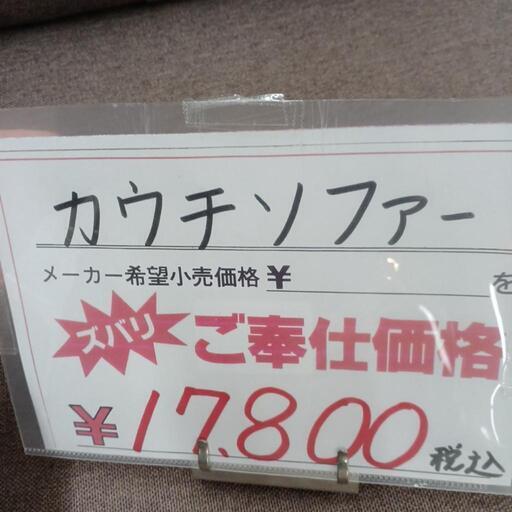 カウチソファー
メーカー希望小売価格 ¥ を
ズバリ ご奉仕価格
¥17,800 税込